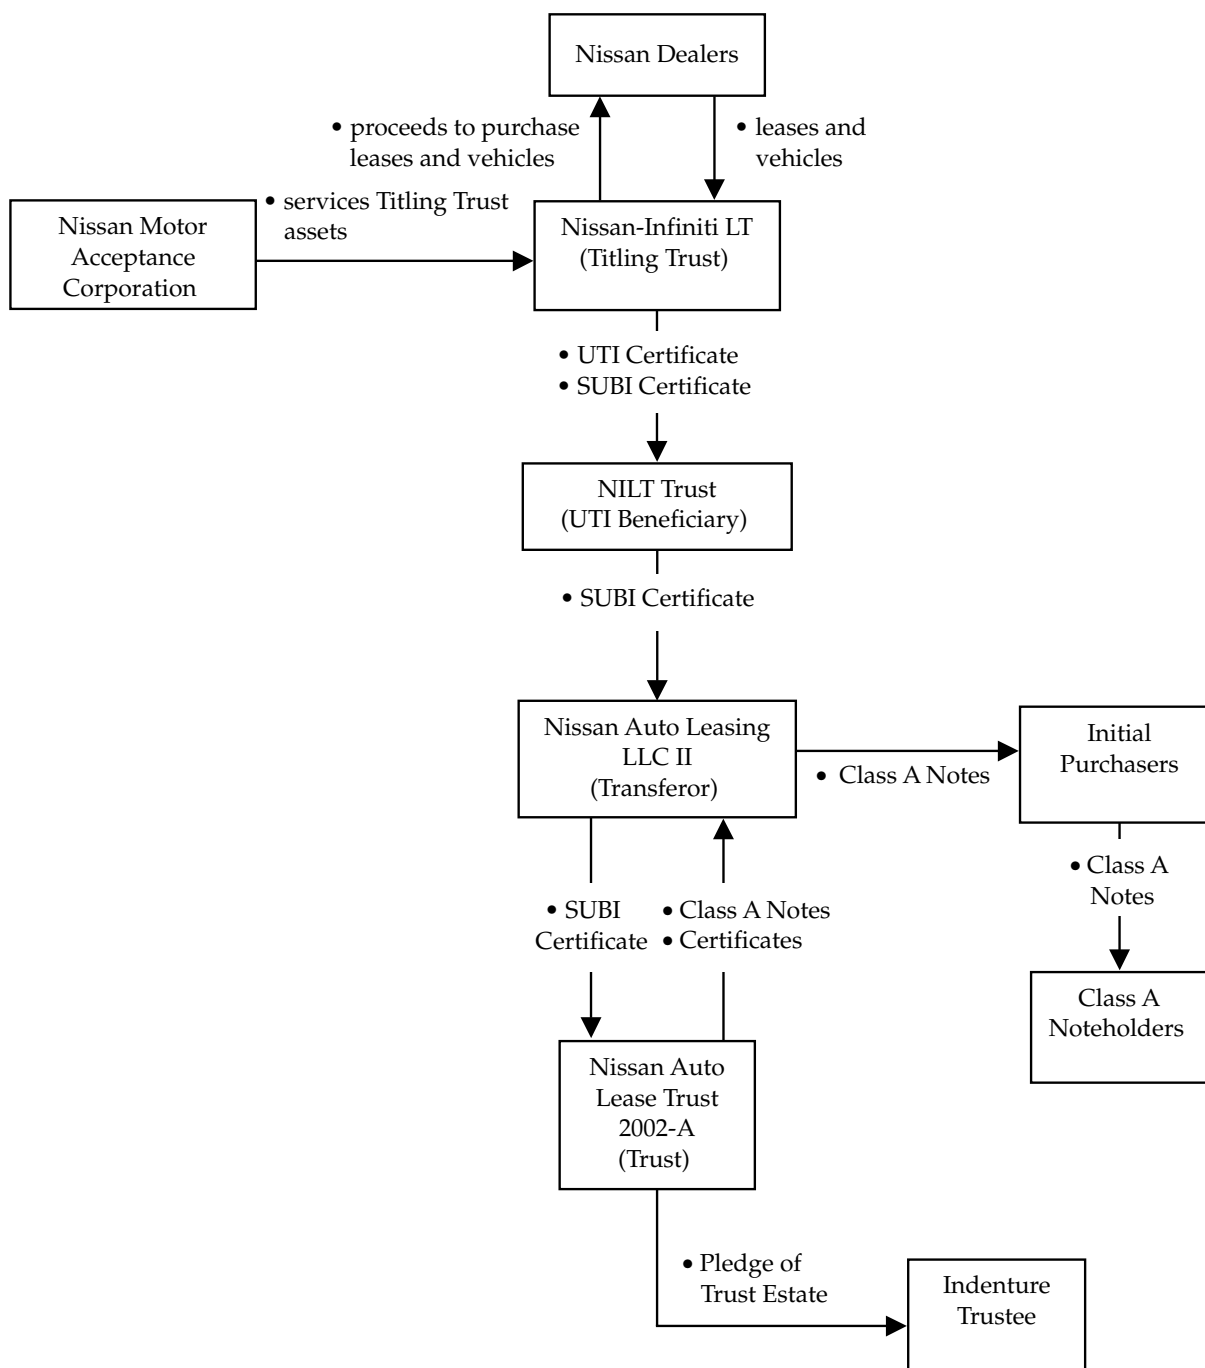 Nissan Dealers
• proceeds to purchase
leases and vehicles
• leases and
vehicles
• services Titling Trust
assets
Nissan Motor
Acceptance
Corporation
Nissan-Infiniti LT
(Titling Trust)
• UTI Certificate
• SUBI Certificate
NILT Trust
(UTI Beneficiary)
• SUBI Certificate
Nissan Auto Leasing
LLC II
(Transferor)
• Class A Notes
Initial
Purchasers
• Class A
Notes
• SUBI
Certificate
• Class A Notes
• Certificates
Class A
Noteholders
Nissan Auto
Lease Trust
2002-A
(Trust)
• Pledge of
Trust Estate
Indenture
Trustee